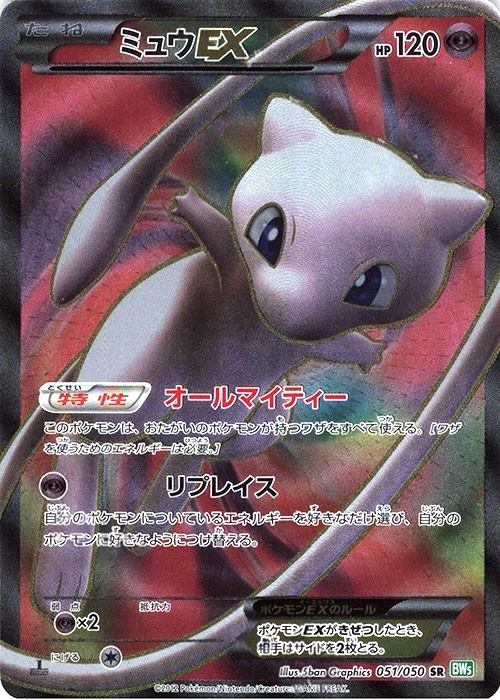 たね ミュウEX HP120
とくせい
特性 オールマイティー
このポケモンは、おたがいのポケモンが持つワザをすべて使える。[ワザ
を使うためのエネルギーは必要。]
リプレイス
自分のポケモンについているエネルギーを好きなだけ選び、自分の
ポケモンに好きなようにつけ替える。
弱点 抵抗力
×2
にげる
ポケモンEXのルール
ポケモンEXがきぜつしたとき、
相手はサイドを2枚とる。
Illus. 5ban Graphics 051/050 SR BW5
1
©2012 Pokémon/Nintendo/Creatures/GAME FREAK.